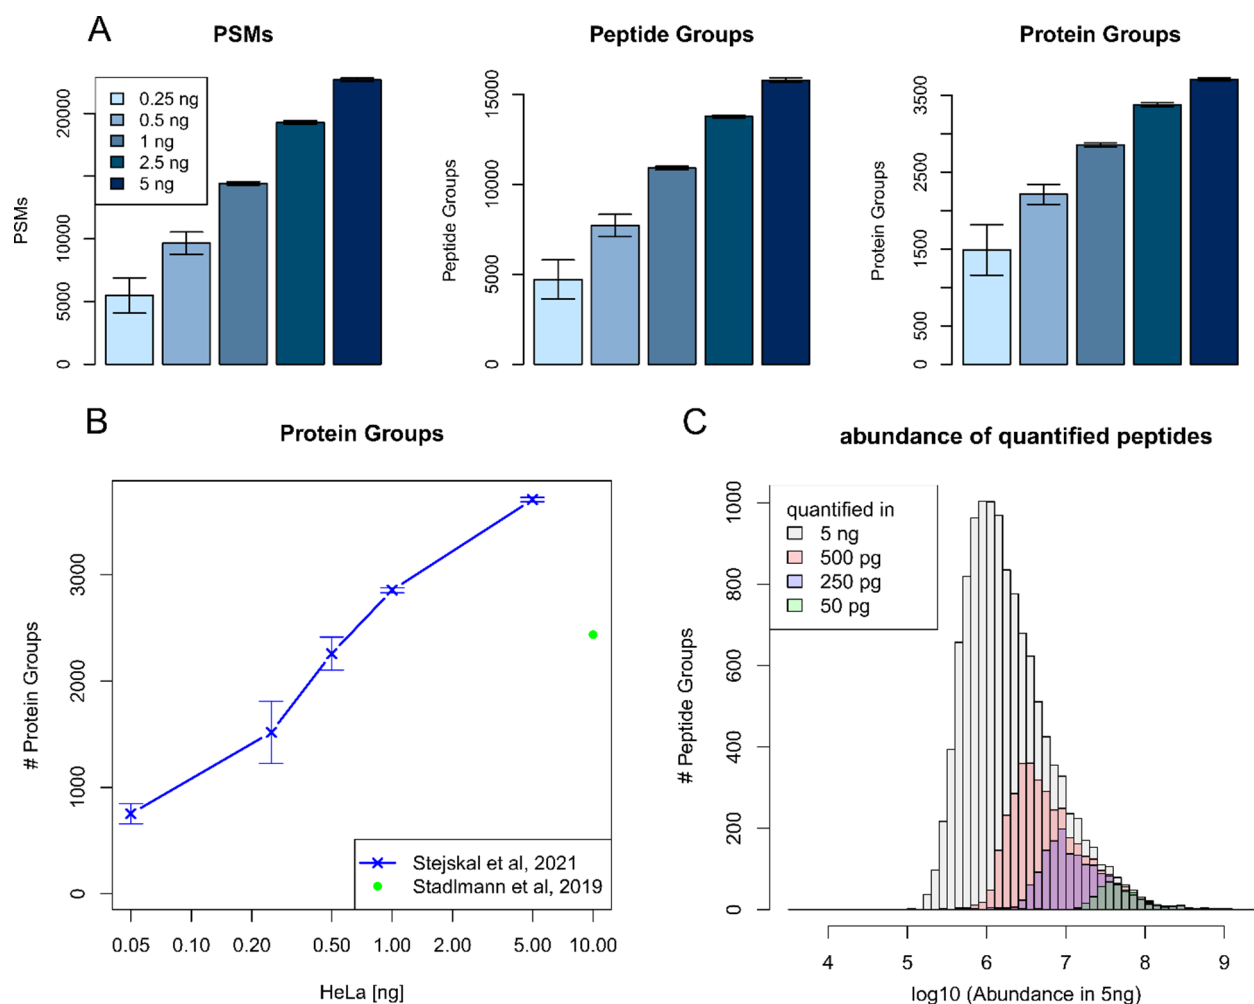 A
PSMs
Peptide Groups
Protein Groups
PSMs
0
5000
10000
20000
0.25 ng
0.5 ng
1 ng
2.5 ng
5 ng
Peptide Groups
0
5000
10000
15000
Protein Groups
0
500
1500
2500
3500
B
Protein Groups
# Protein Groups
0
1000
2000
3000
Stejskal et al, 2021
Stadlmann et al, 2019
0.05
0.10
0.20
0.50
1.00
2.00
5.00
10.00
HeLa [ng]
C
abundance of quantified peptides
# Peptide Groups
0
200
400
600
800
1000
quantified in
5 ng
500 pg
250 pg
50 pg
4
5
6
7
8
9
log10 (Abundance in 5ng)